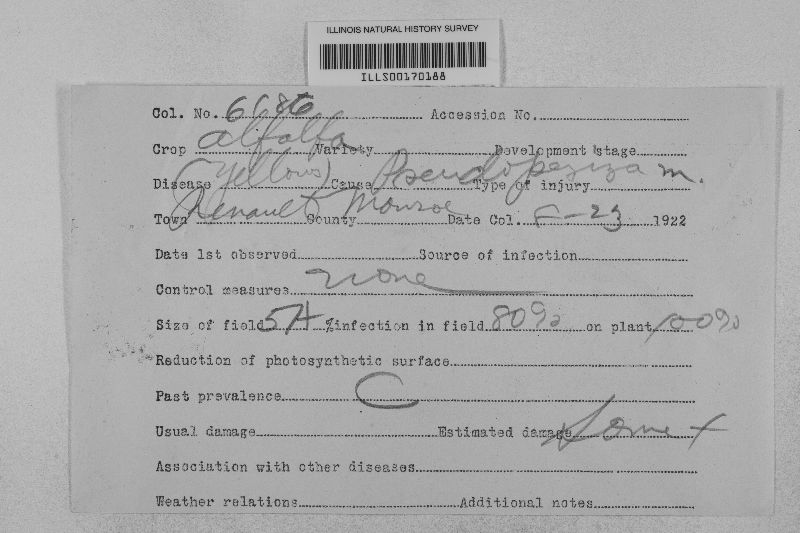 ILLINOIS NATURAL HISTORY SURVEY
ILLS00170188
Col. No. 6686 Accession No.
Crop alfalfa Variety Development stage
Disease (Yellows) Cause Pseudopeziza m. Type of injury
Town Renault County Monroe Date Col. 6-23 1922
Date 1st observed Source of infection
Control measures none
Size of field 5A %infection in field 80% on plant 100%
Reduction of photosynthetic surface
Past prevalence C
Usual damage Estimated damage Some +
Association with other diseases
Weather relations Additional notes